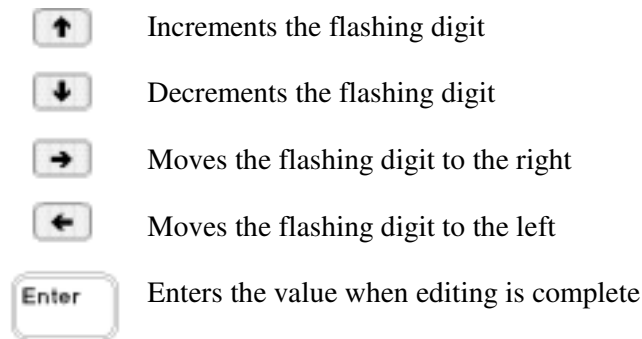 Increments the flashing digit
Decrements the flashing digit
Moves the flashing digit to the right
Moves the flashing digit to the left
Enter Enters the value when editing is complete